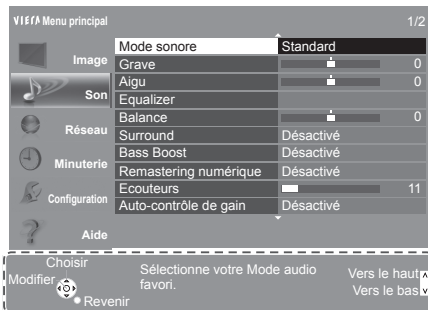 VIERA Menu principal 1/2
Image
Son
Réseau
Minuterie
Configuration
Aide
Mode sonore Standard
Grave 0
Aigu 0
Equalizer
Balance 0
Surround Désactivé
Bass Boost Désactivé
Remastering numérique Désactivé
Ecouteurs 11
Auto-contrôle de gain Désactivé
Choisir
Modifier
Revenir
Sélectionne votre Mode audio
favori.
Vers le haut
Vers le bas